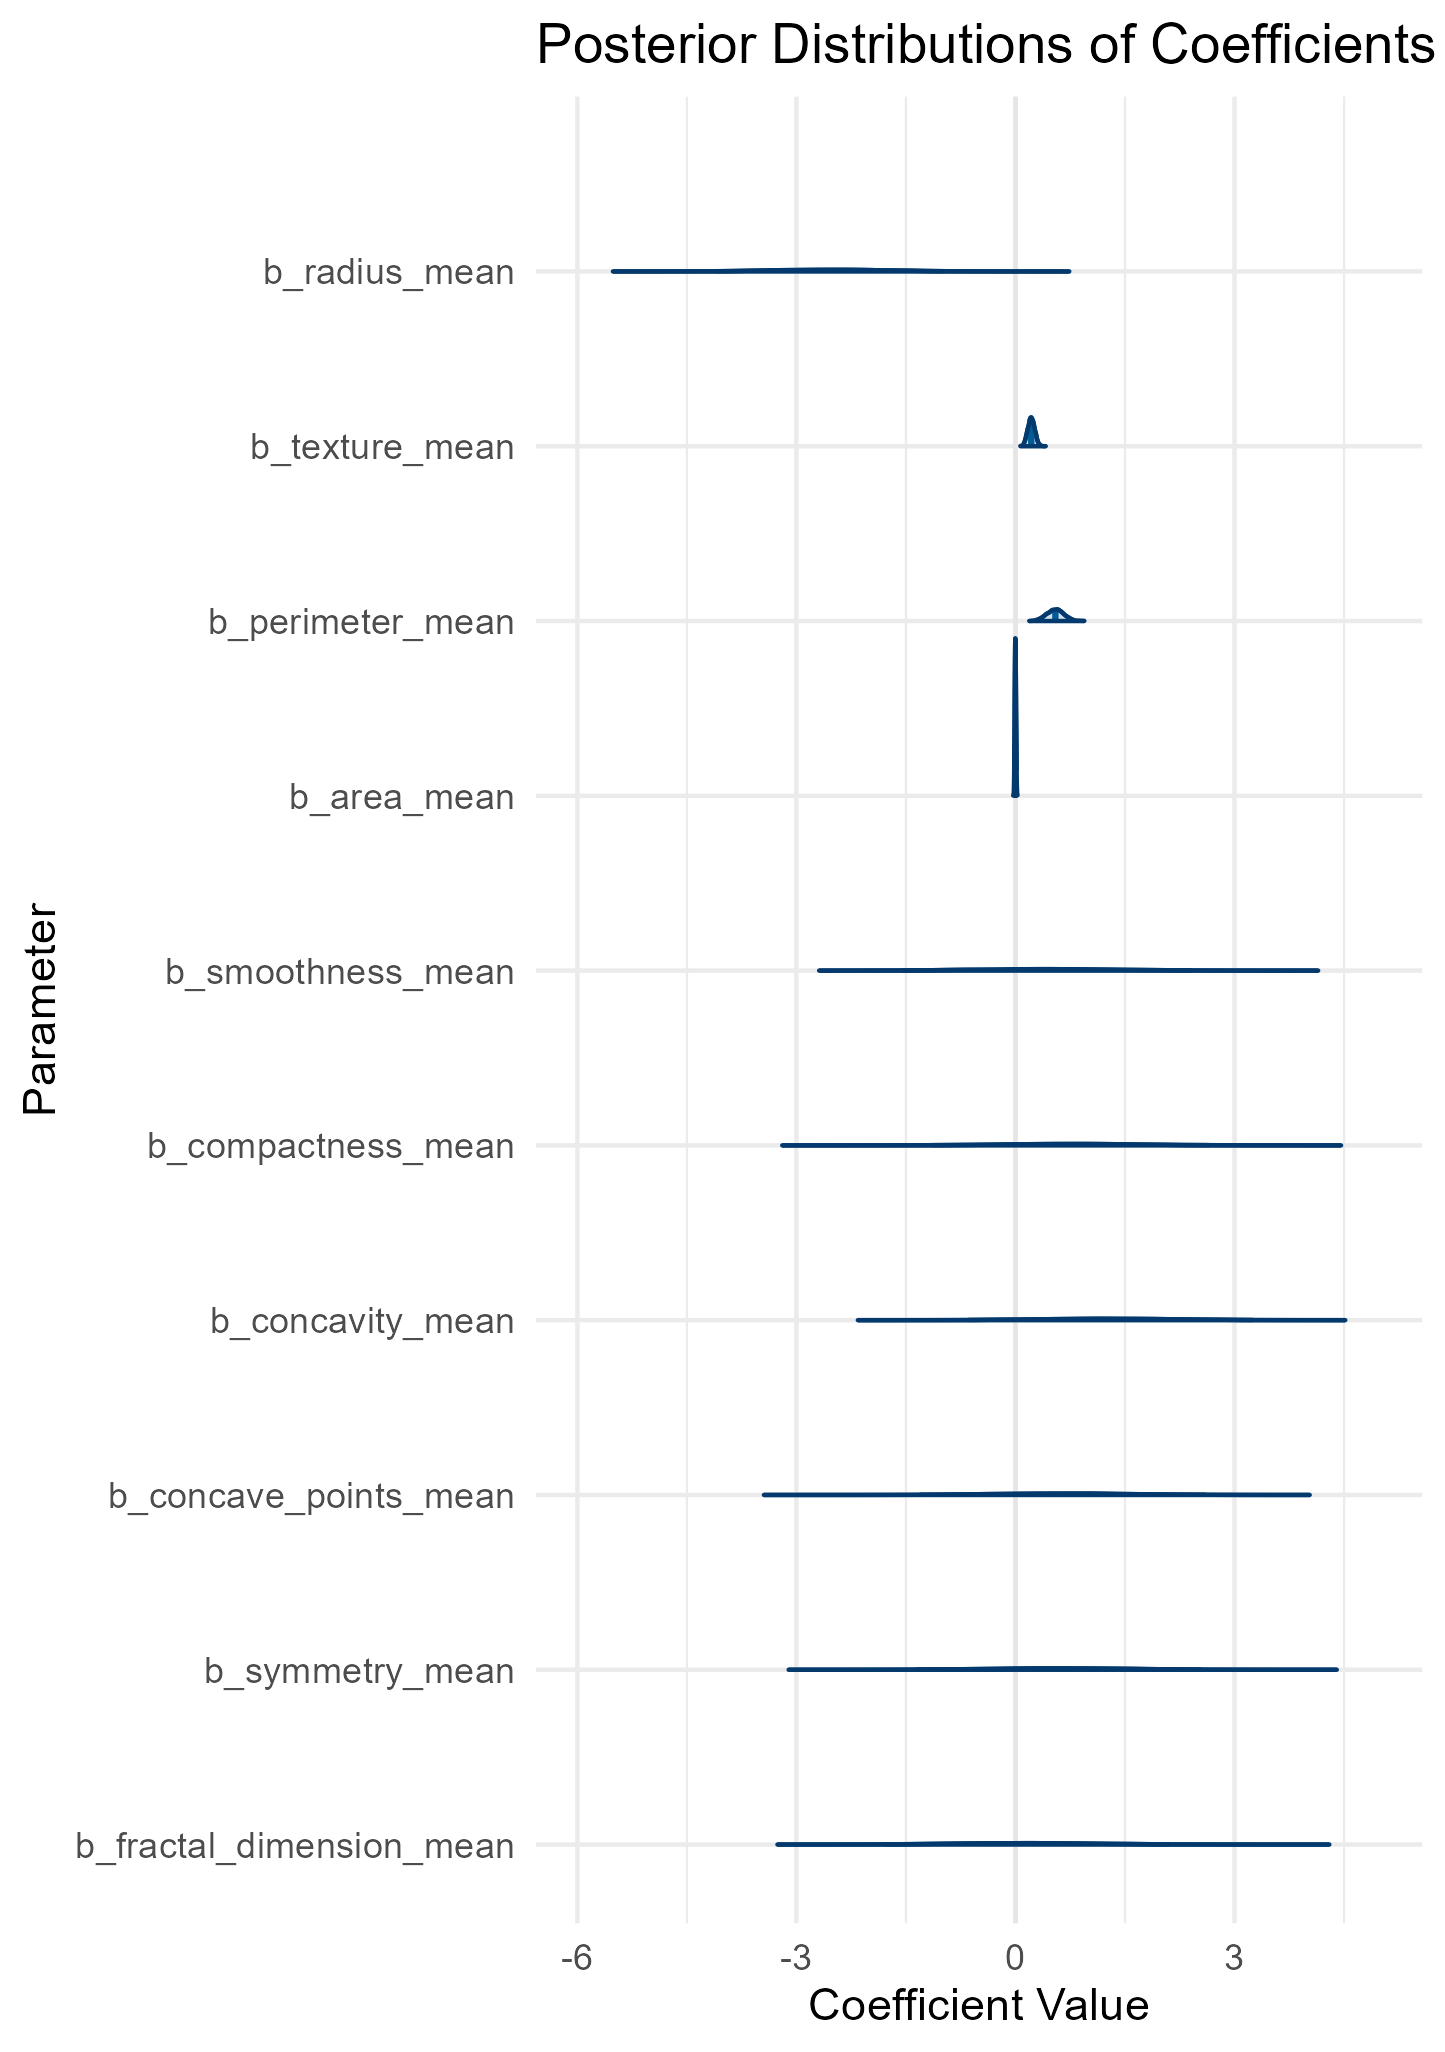 Posterior Distributions of Coefficients
b_radius_mean
b_texture_mean
b_perimeter_mean
b_area_mean
b_smoothness_mean
b_compactness_mean
b_concavity_mean
b_concave_points_mean
b_symmetry_mean
b_fractal_dimension_mean
Parameter
-6 -3 0 3
Coefficient Value